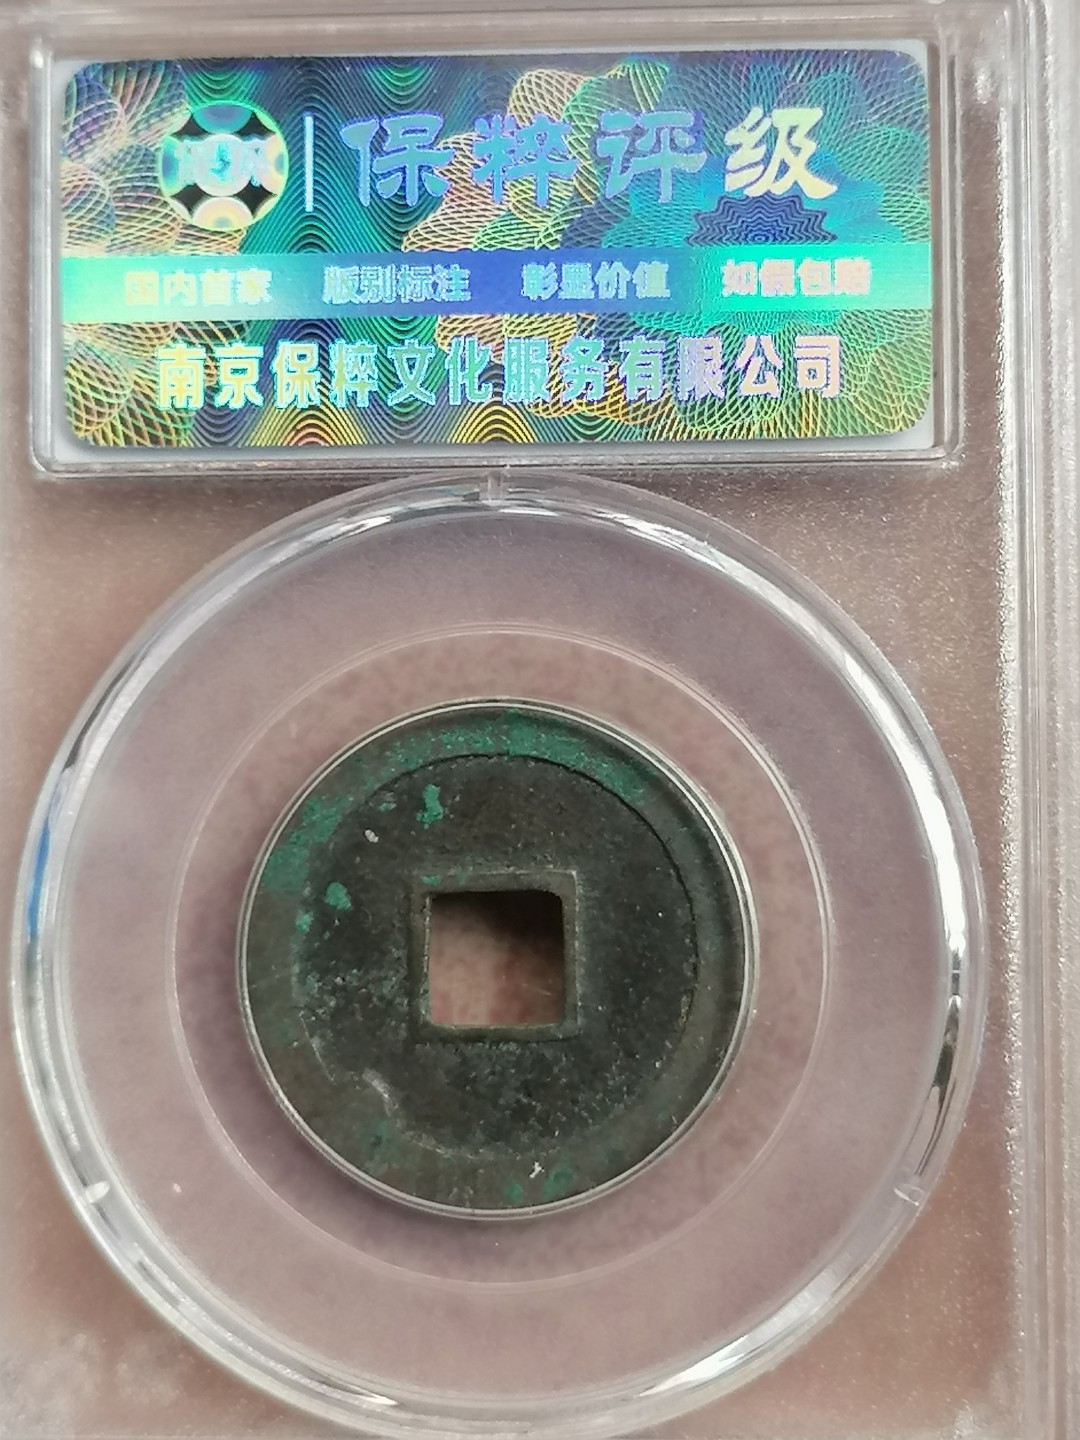 保粹评级
国内首家 版别标注 彰显价值 如假包赔
南京保粹文化服务有限公司